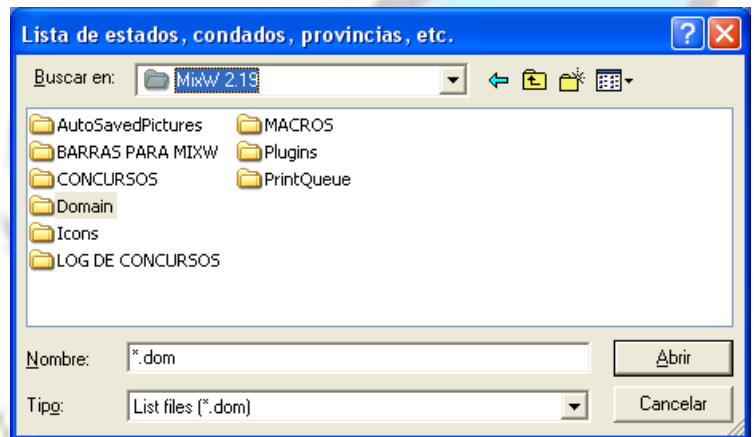 Lista de estados, condados, provincias, etc.
Buscar en: MixW 2.19
AutoSavedPictures MACROS
BARRAS PARA MIXW Plugins
CONCURSOS PrintQueue
Domain
Icons
LOG DE CONCURSOS
Nombre: *.dom Abrir
Tipo: List files (*.dom) Cancelar